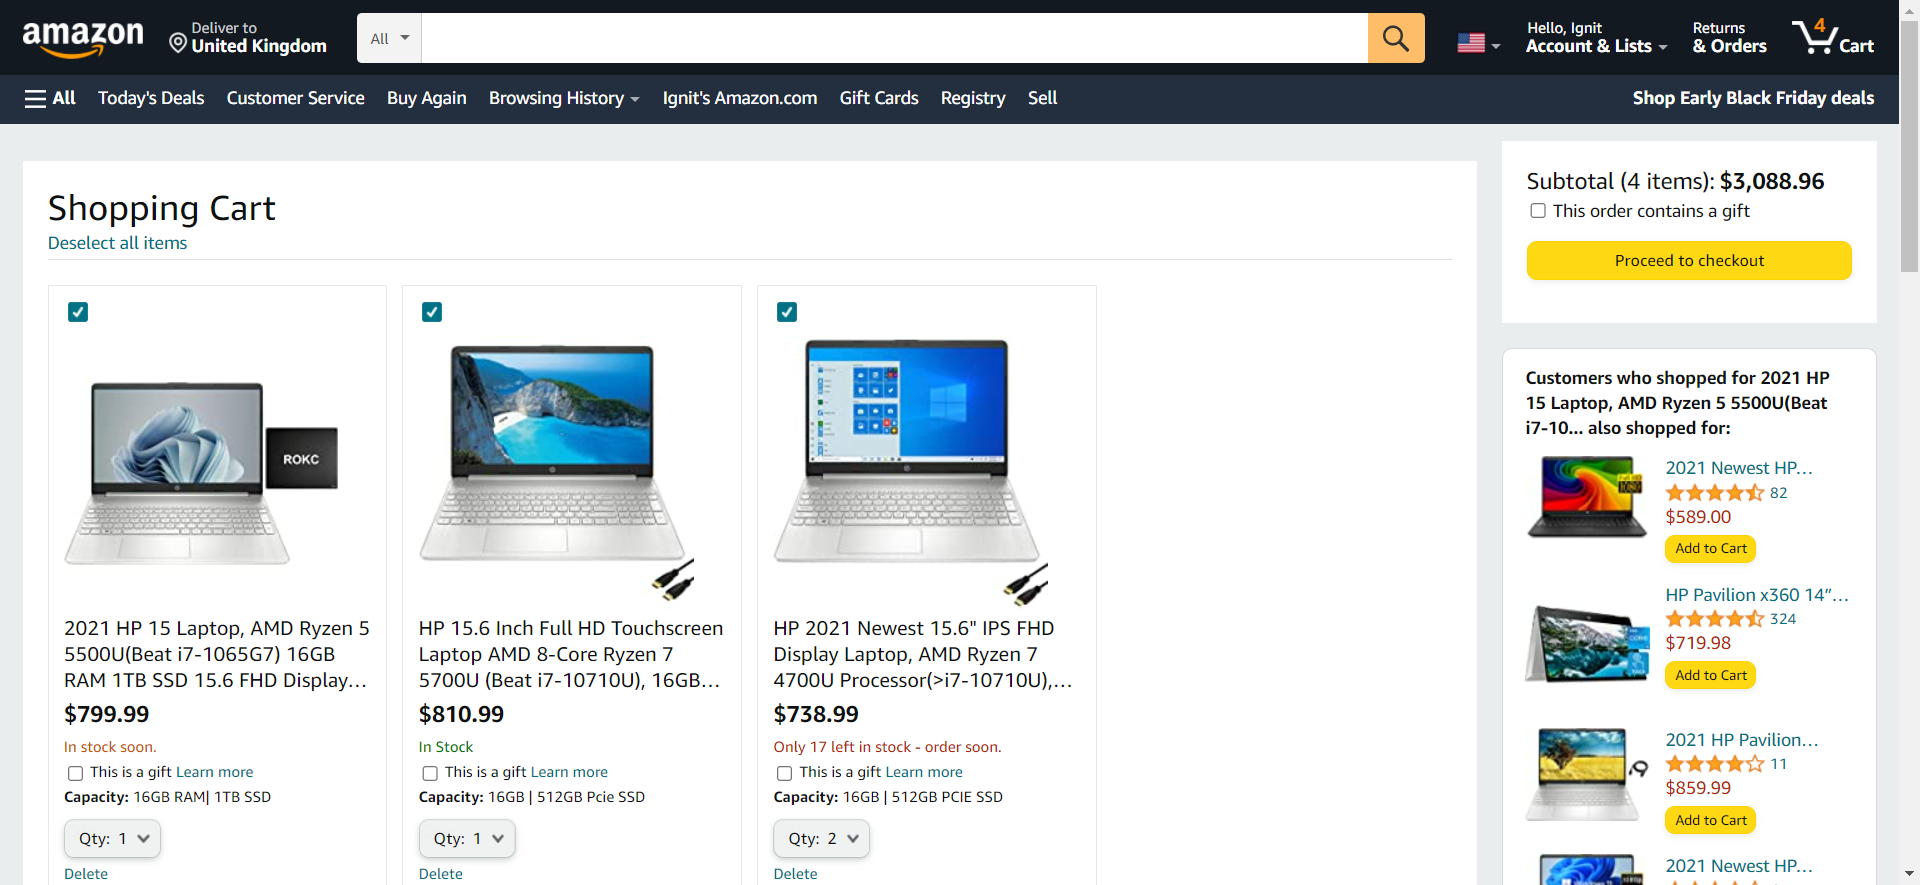 amazon
Deliver to
United Kingdom
All
Hello, Ignit
Account & Lists
Returns
& Orders
4
Cart
All
Today's Deals
Customer Service
Buy Again
Browsing History
Ignit's Amazon.com
Gift Cards
Registry
Sell
Shop Early Black Friday deals
Shopping Cart
Deselect all items
ROKC
2021 HP 15 Laptop, AMD Ryzen 5
5500U(Beat i7-1065G7) 16GB
RAM 1TB SSD 15.6 FHD Display...
$799.99
In stock soon.
This is a gift Learn more
Capacity: 16GB RAM| 1TB SSD
Qty: 1
Delete
HP 15.6 Inch Full HD Touchscreen
Laptop AMD 8-Core Ryzen 7
5700U (Beat i7-10710U), 16GB...
$810.99
In Stock
This is a gift Learn more
Capacity: 16GB | 512GB Pcie SSD
Qty: 1
Delete
HP 2021 Newest 15.6" IPS FHD
Display Laptop, AMD Ryzen 7
4700U Processor(>i7-10710U),...
$738.99
Only 17 left in stock - order soon.
This is a gift Learn more
Capacity: 16GB | 512GB PCIE SSD
Qty: 2
Delete
Subtotal (4 items): $3,088.96
This order contains a gift
Proceed to checkout
Customers who shopped for 2021 HP
15 Laptop, AMD Ryzen 5 5500U(Beat
i7-10... also shopped for:
2021 Newest HP...
82
$589.00
Add to Cart
HP Pavilion x360 14”...
324
$719.98
Add to Cart
2021 HP Pavilion...
11
$859.99
Add to Cart
2021 Newest HP...